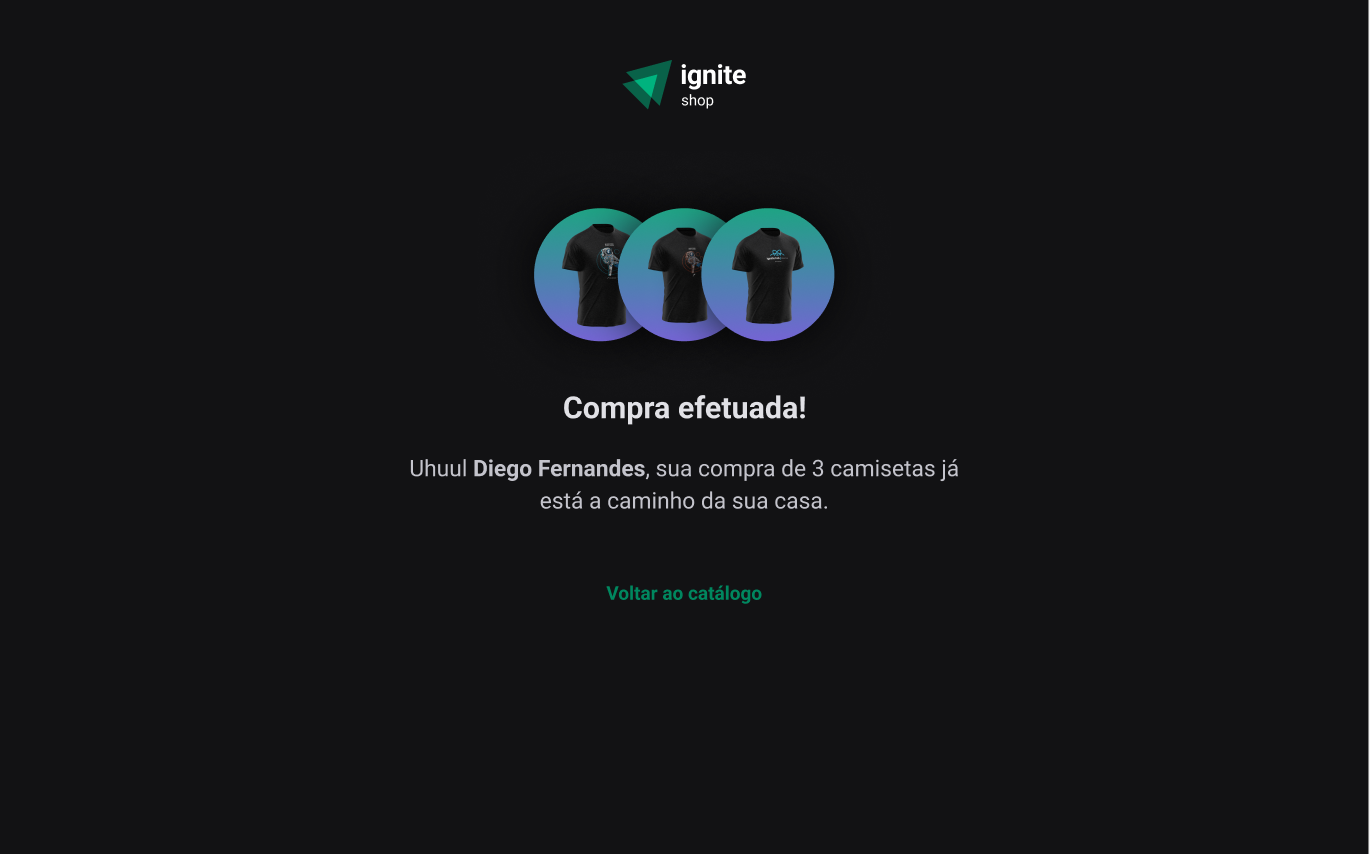 ignite
shop
Compra efetuada!
Uhuul Diego Fernandes, sua compra de 3 camisetas já
está a caminho da sua casa.
Voltar ao catálogo